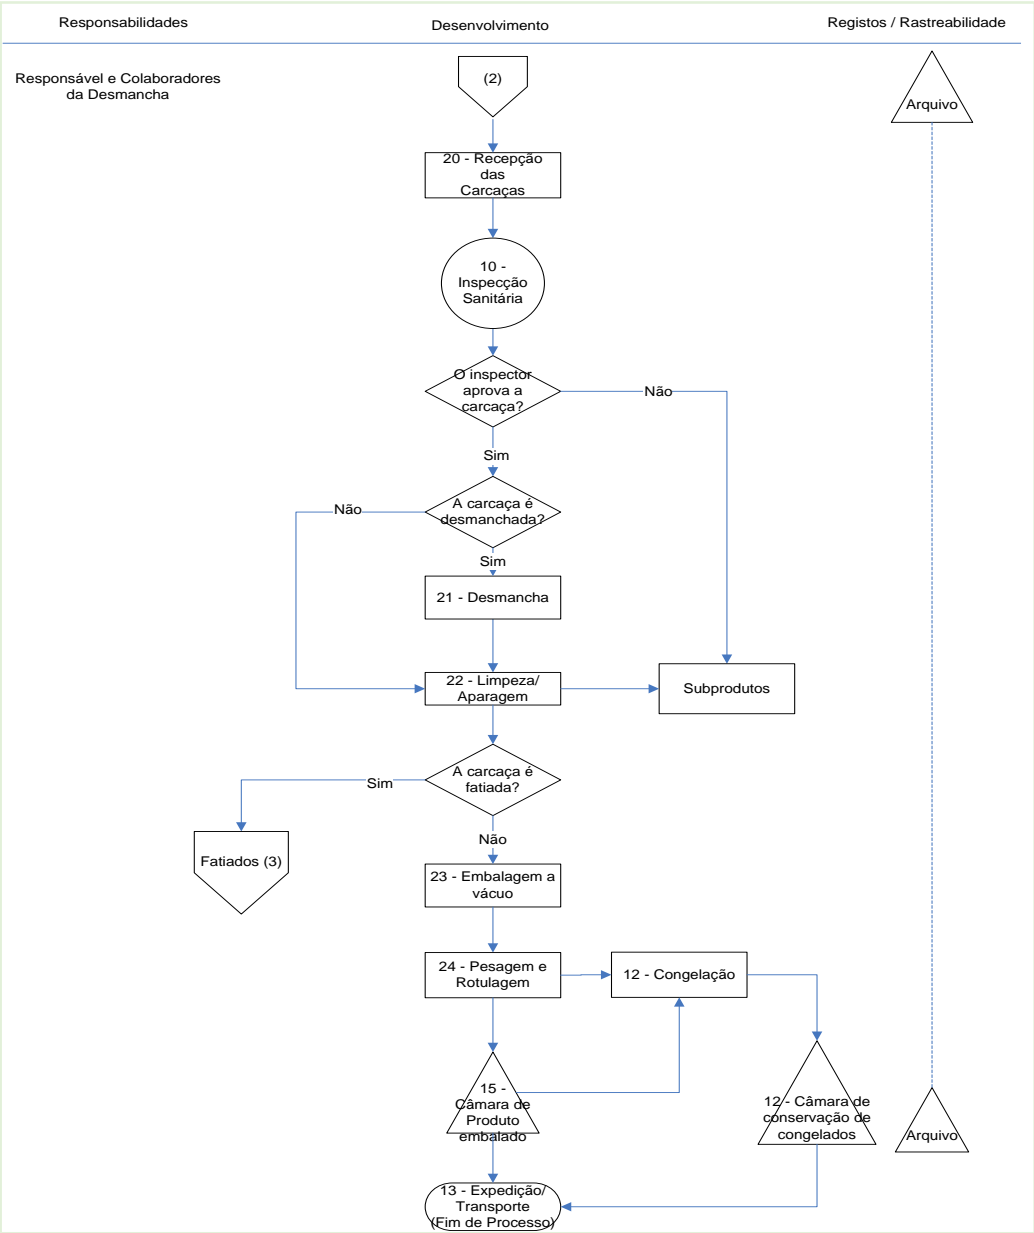 Responsabilidades
Desenvolvimento
Registos / Rastreabilidade
Responsável e Colaboradores
da Desmancha
(2)
Arquivo
20 - Recepção
das
Carcaças
10 -
Inspecção
Sanitária
O inspector
aprova a
carcaça?
Não
Sim
A carcaça é
desmanchada?
Não
Sim
21 - Desmancha
22 - Limpeza/
Aparagem
Subprodutos
A carcaça é
fatiada?
Sim
Não
Fatiados (3)
23 - Embalagem a
vácuo
24 - Pesagem e
Rotulagem
12 - Congelação
15 -
Câmara de
Produto
embalado
12 - Câmara de
conservação de
congelados
Arquivo
13 - Expedição/
Transporte
(Fim de Processo)